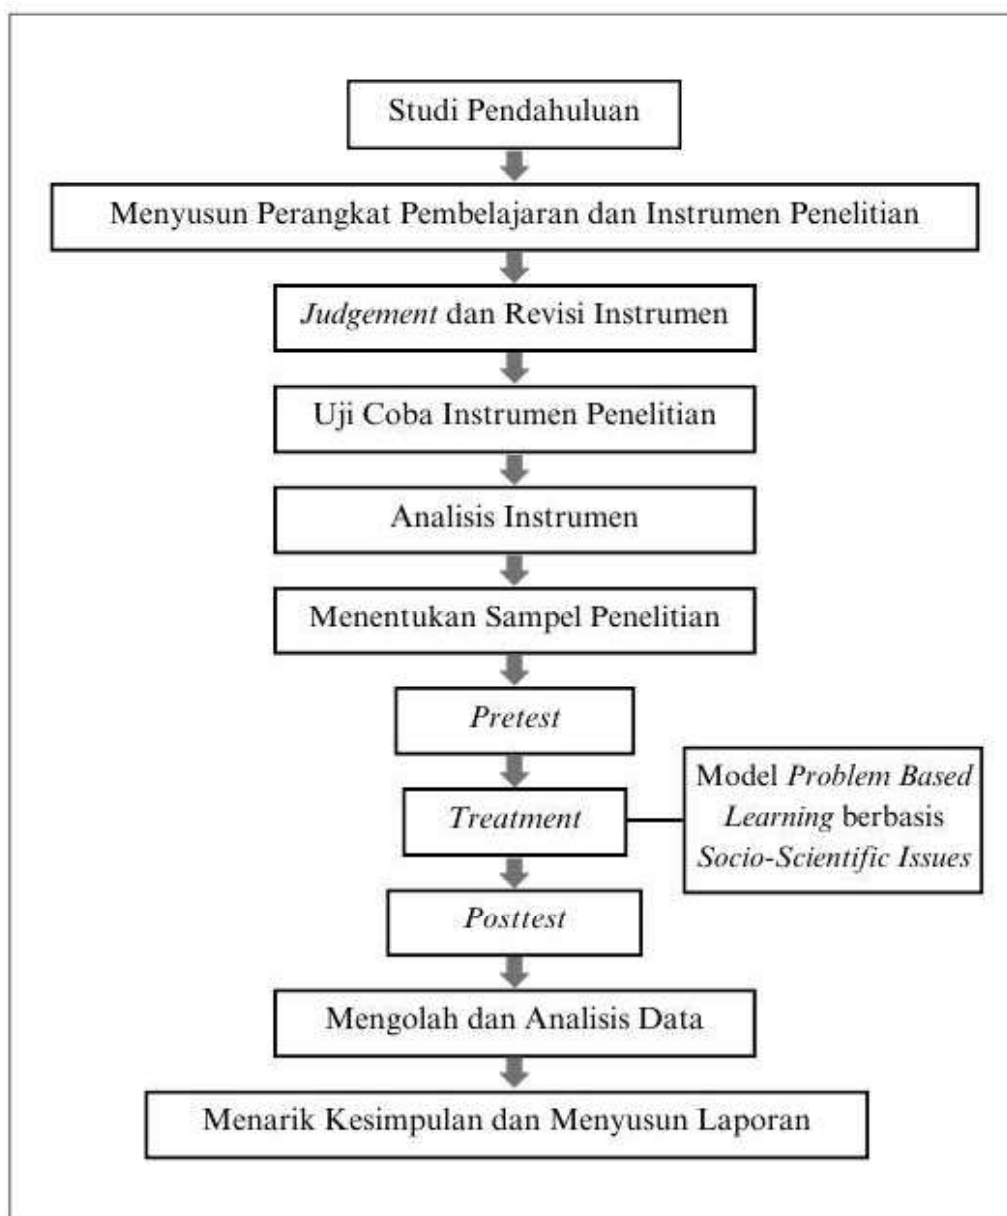 Studi Pendahuluan
Menyusun Perangkat Pembelajaran dan Instrumen Penelitian
Judgement dan Revisi Instrumen
Uji Coba Instrumen Penelitian
Analisis Instrumen
Menentukan Sampel Penelitian
Pretest
Treatment
Model Problem Based
Learning berbasis
Socio-Scientific Issues
Posttest
Mengolah dan Analisis Data
Menarik Kesimpulan dan Menyusun Laporan